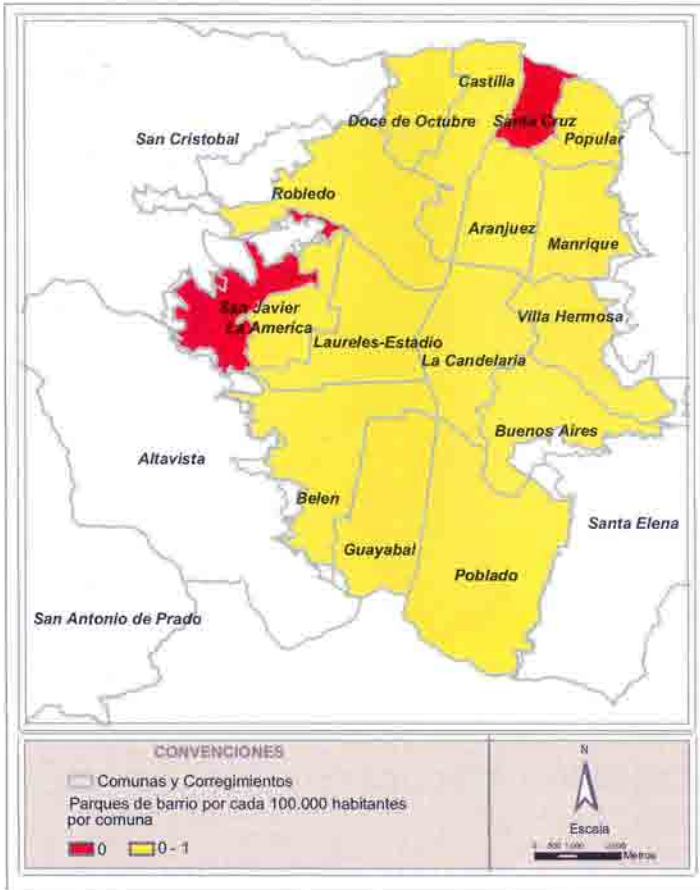 Castilla
Doce de Octubre
Santa Cruz
San Cristobal
Popular
Robledo
Aranjuez
Manrique
San Javier
La America
Villa Hermosa
Laureles-Estadio
La Candelaria
Buenos Aires
Altavista
Belen
Santa Elena
Guayabal
Poblado
San Antonio de Prado
CONVENCIONES
Comunas y Corregimientos
Parques de barrio por cada 100.000 habitantes
por comuna
0 0 - 1
N
Escala
Metros